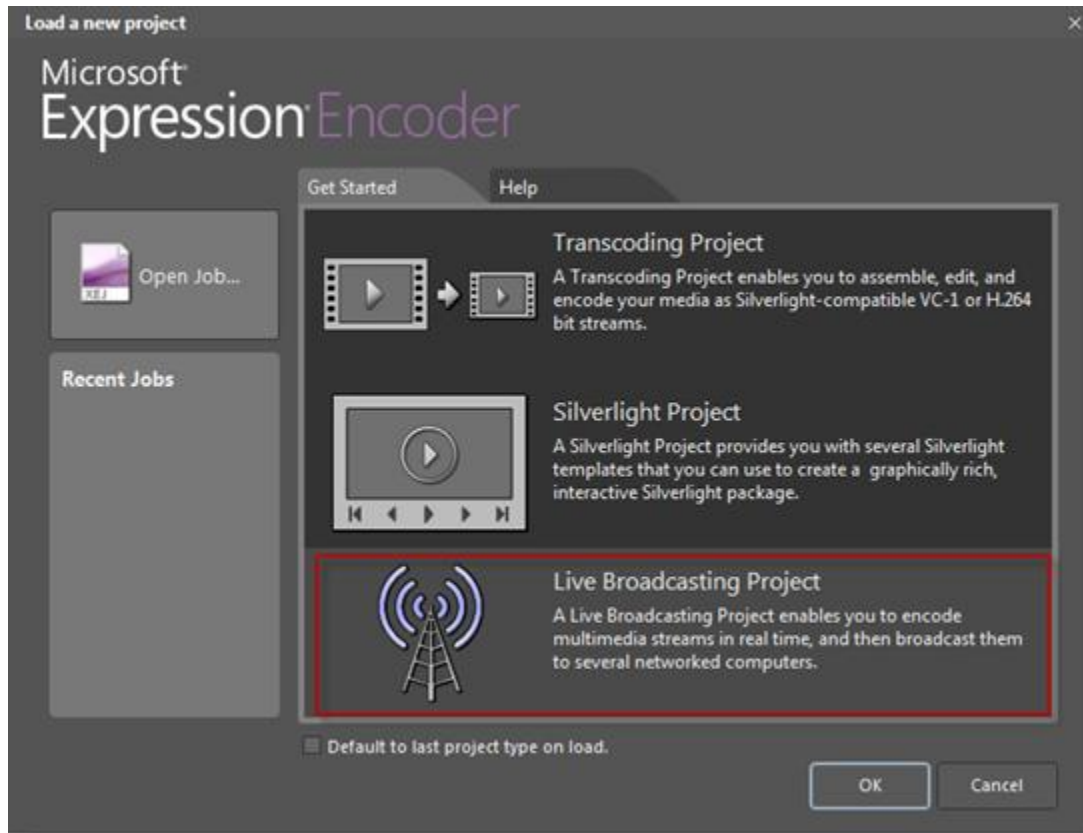 Load a new project
Microsoft®
Expression® Encoder
Get Started
Help
XEJ
Open Job...
Recent Jobs
Transcoding Project
A Transcoding Project enables you to assemble, edit, and
encode your media as Silverlight-compatible VC-1 or H.264
bit streams.
Silverlight Project
A Silverlight Project provides you with several Silverlight
templates that you can use to create a graphically rich,
interactive Silverlight package.
Live Broadcasting Project
A Live Broadcasting Project enables you to encode
multimedia streams in real time, and then broadcast them
to several networked computers.
Default to last project type on load.
OK
Cancel